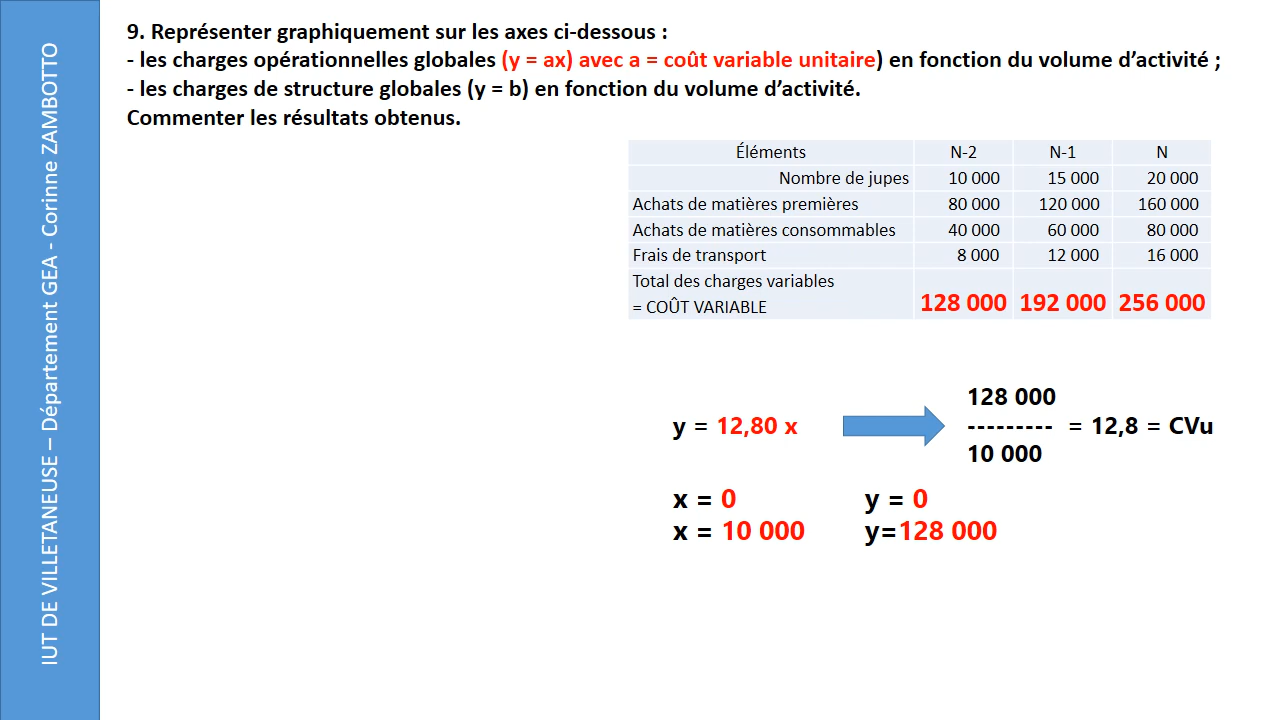 IUT DE VILLETANEUSE – Département GEA - Corinne ZAMBOTTO
9. Représenter graphiquement sur les axes ci-dessous :
- les charges opérationnelles globales (y = ax) avec a = coût variable unitaire) en fonction du volume d’activité ;
- les charges de structure globales (y = b) en fonction du volume d’activité.
Commenter les résultats obtenus.
Éléments N-2 N-1 N
Nombre de jupes 10 000 15 000 20 000
Achats de matières premières 80 000 120 000 160 000
Achats de matières consommables 40 000 60 000 80 000
Frais de transport 8 000 12 000 16 000
Total des charges variables
= COÛT VARIABLE 128 000 192 000 256 000
128 000
y = 12,80 x --------- = 12,8 = CVu
10 000
x = 0 y = 0
x = 10 000 y=128 000